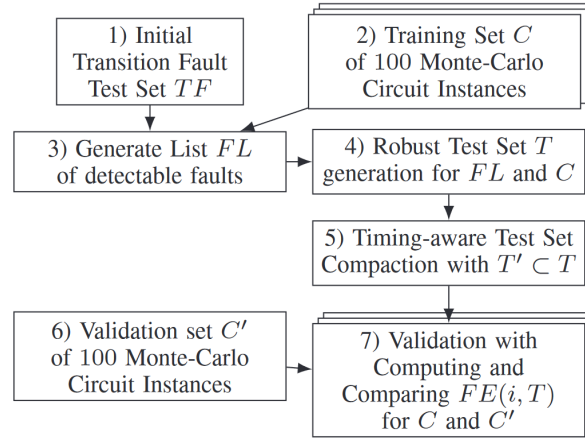 1) Initial
Transition Fault
Test Set TF
2) Training Set C
of 100 Monte-Carlo
Circuit Instances
3) Generate List FL
of detectable faults
4) Robust Test Set T
generation for FL and C
5) Timing-aware Test Set
Compaction with T′ ⊂ T
6) Validation set C′
of 100 Monte-Carlo
Circuit Instances
7) Validation with
Computing and
Comparing FE(i, T)
for C and C′